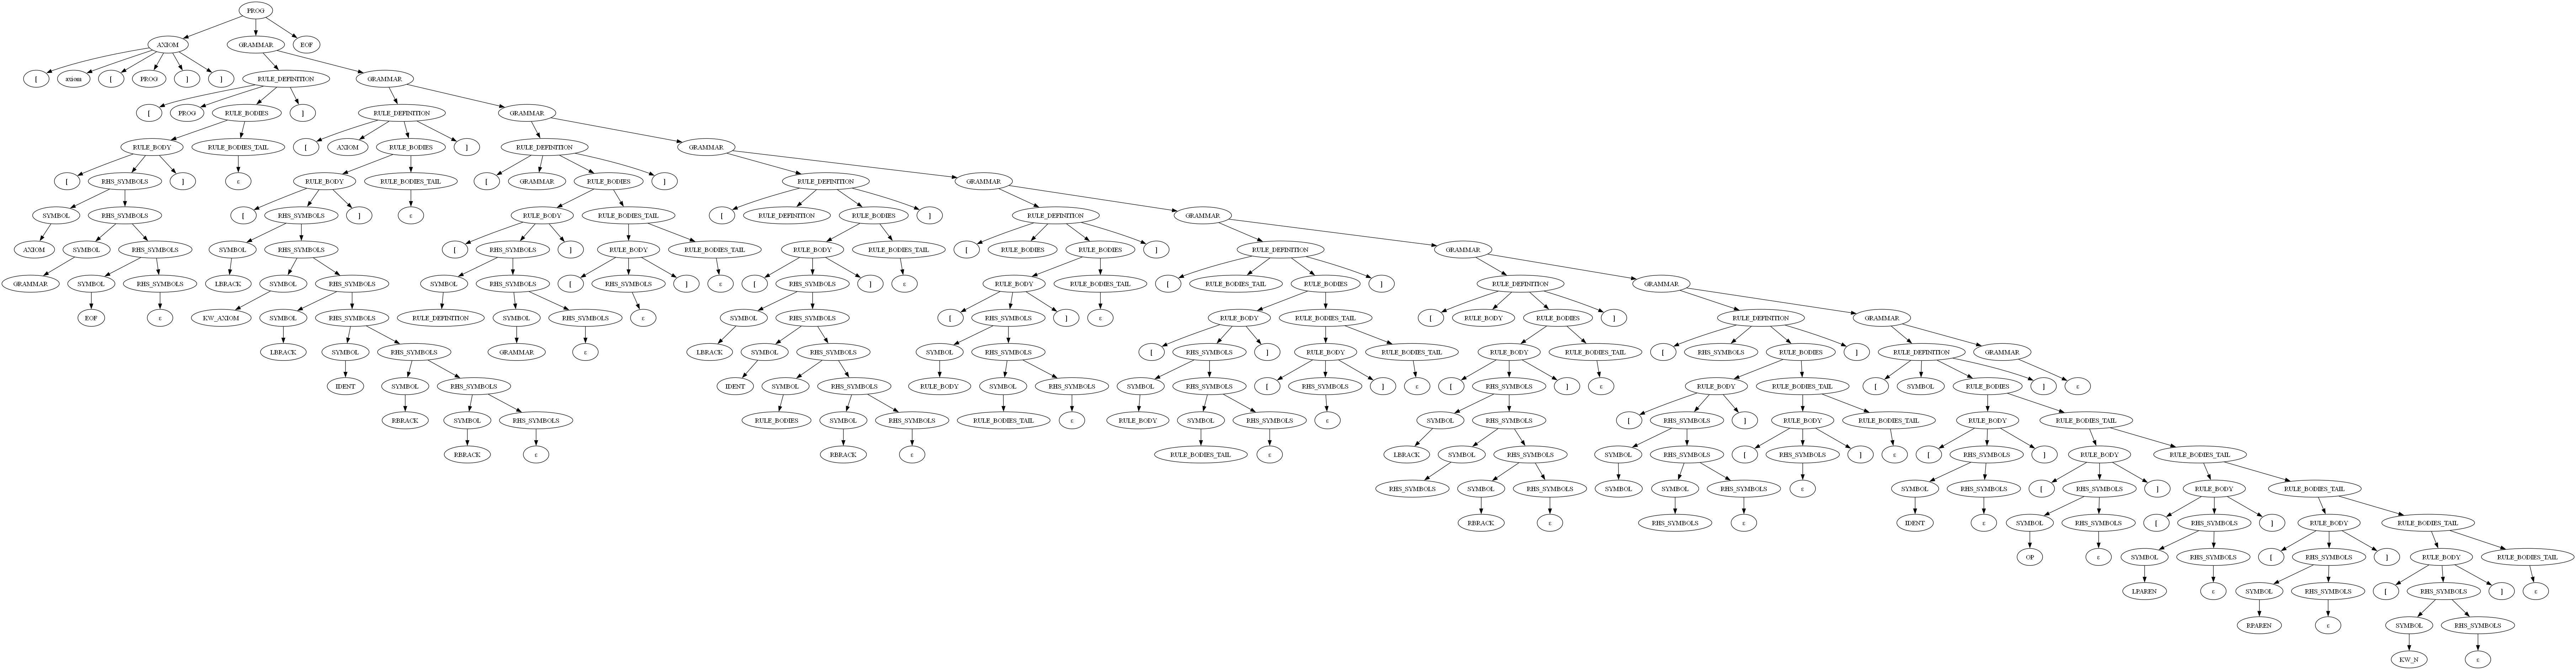 PROG
AXIOM GRAMMAR EOF
[ axiom [ PROG ] ] RULE_DEFINITION GRAMMAR
[ PROG RULE_BODIES ] RULE_DEFINITION GRAMMAR
RULE_BODY RULE_BODIES_TAIL [ AXIOM RULE_BODIES ] RULE_DEFINITION GRAMMAR
[ RHS_SYMBOLS ] ε RULE_BODY RULE_BODIES_TAIL [ GRAMMAR RULE_BODIES ] RULE_DEFINITION GRAMMAR
SYMBOL RHS_SYMBOLS [ RHS_SYMBOLS ] ε RULE_BODY RULE_BODIES_TAIL [ RULE_DEFINITION RULE_BODIES ] RULE_DEFINITION GRAMMAR
AXIOM SYMBOL RHS_SYMBOLS SYMBOL RHS_SYMBOLS [ RHS_SYMBOLS ] RULE_BODY RULE_BODIES_TAIL RULE_BODY RULE_BODIES_TAIL [ RULE_BODIES RULE_BODIES ] RULE_DEFINITION GRAMMAR
GRAMMAR SYMBOL RHS_SYMBOLS LBRACK SYMBOL RHS_SYMBOLS SYMBOL RHS_SYMBOLS [ RHS_SYMBOLS ] ε [ RHS_SYMBOLS ] ε RULE_BODY RULE_BODIES_TAIL [ RULE_BODIES_TAIL RULE_BODIES ] RULE_DEFINITION GRAMMAR
EOF ε KW_AXIOM SYMBOL RHS_SYMBOLS RULE_DEFINITION SYMBOL RHS_SYMBOLS ε SYMBOL RHS_SYMBOLS [ RHS_SYMBOLS ] ε RULE_BODY RULE_BODIES_TAIL [ RULE_BODY RULE_BODIES ] RULE_DEFINITION GRAMMAR
LBRACK SYMBOL RHS_SYMBOLS GRAMMAR ε LBRACK SYMBOL RHS_SYMBOLS SYMBOL RHS_SYMBOLS [ RHS_SYMBOLS ] RULE_BODY RULE_BODIES_TAIL RULE_BODY RULE_BODIES_TAIL [ RHS_SYMBOLS RULE_BODIES ] RULE_DEFINITION GRAMMAR
IDENT SYMBOL RHS_SYMBOLS IDENT SYMBOL RHS_SYMBOLS RULE_BODY SYMBOL RHS_SYMBOLS SYMBOL RHS_SYMBOLS [ RHS_SYMBOLS ] ε [ RHS_SYMBOLS ] ε RULE_BODY RULE_BODIES_TAIL [ SYMBOL RULE_BODIES ] ε
RBRACK SYMBOL RHS_SYMBOLS RULE_BODIES SYMBOL RHS_SYMBOLS RULE_BODIES_TAIL ε RULE_BODY SYMBOL RHS_SYMBOLS ε SYMBOL RHS_SYMBOLS [ RHS_SYMBOLS ] RULE_BODY RULE_BODIES_TAIL RULE_BODY RULE_BODIES_TAIL
RBRACK ε RBRACK ε RULE_BODIES_TAIL ε LBRACK SYMBOL RHS_SYMBOLS SYMBOL RHS_SYMBOLS [ RHS_SYMBOLS ] ε [ RHS_SYMBOLS ] RULE_BODY RULE_BODIES_TAIL
RHS_SYMBOLS SYMBOL RHS_SYMBOLS SYMBOL SYMBOL RHS_SYMBOLS ε SYMBOL RHS_SYMBOLS [ RHS_SYMBOLS ] RULE_BODY RULE_BODIES_TAIL
RBRACK ε RHS_SYMBOLS ε IDENT ε SYMBOL RHS_SYMBOLS [ RHS_SYMBOLS ] RULE_BODY RULE_BODIES_TAIL
OP ε SYMBOL RHS_SYMBOLS [ RHS_SYMBOLS ] RULE_BODY RULE_BODIES_TAIL
LPAREN ε SYMBOL RHS_SYMBOLS [ RHS_SYMBOLS ] ε
RPAREN ε SYMBOL RHS_SYMBOLS
KW_N ε